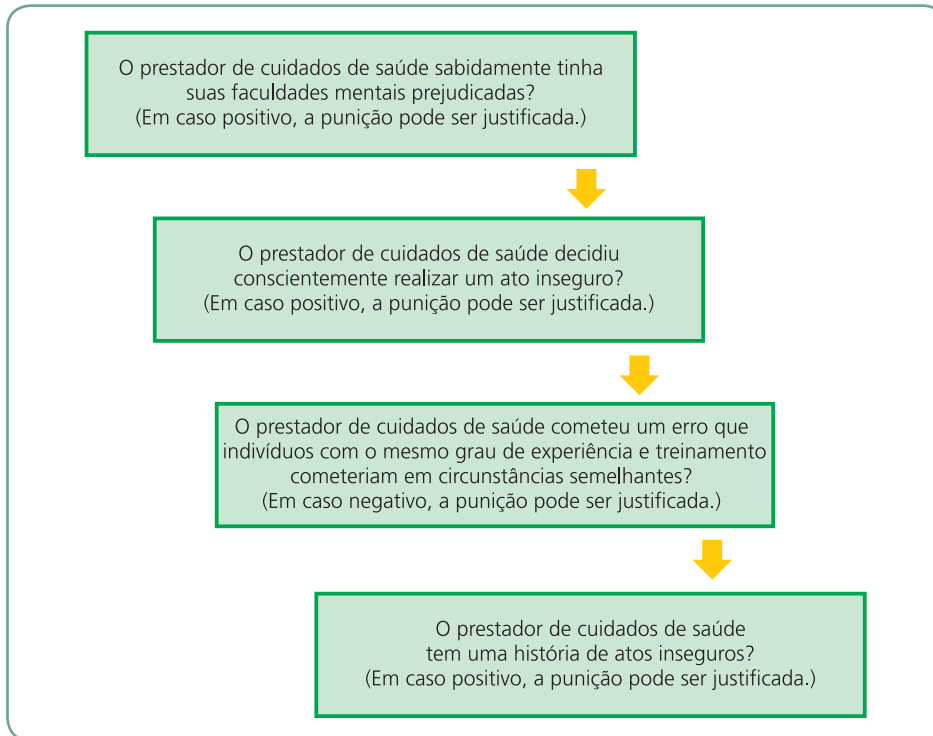 O prestador de cuidados de saúde sabidamente tinha
suas faculdades mentais prejudicadas?
(Em caso positivo, a punição pode ser justificada.)
O prestador de cuidados de saúde decidiu
conscientemente realizar um ato inseguro?
(Em caso positivo, a punição pode ser justificada.)
O prestador de cuidados de saúde cometeu um erro que
indivíduos com o mesmo grau de experiência e treinamento
cometeriam em circunstâncias semelhantes?
(Em caso negativo, a punição pode ser justificada.)
O prestador de cuidados de saúde
tem uma história de atos inseguros?
(Em caso positivo, a punição pode ser justificada.)